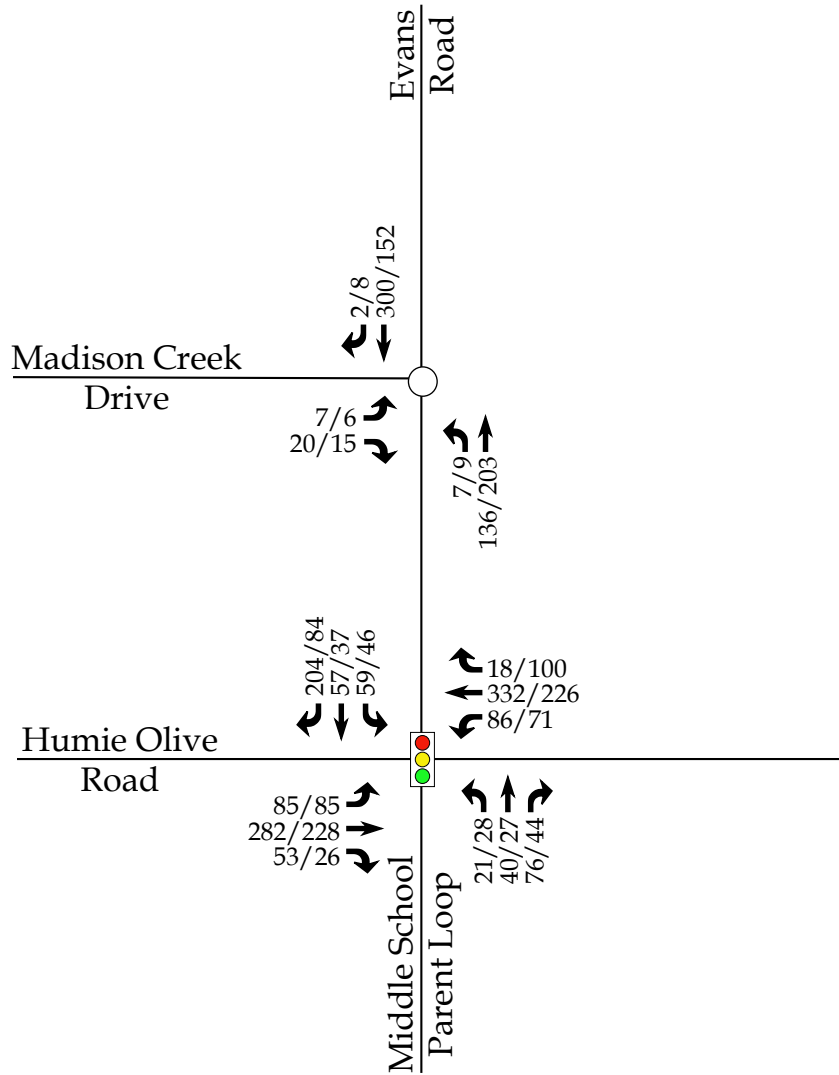 Evans
Road
2/8
300/152
Madison Creek
Drive
7/6
20/15
7/9
136/203
204/84
57/37
59/46
18/100
332/226
86/71
Humie Olive
Road
85/85
282/228
53/26
21/28
40/27
76/44
Middle School
Parent Loop